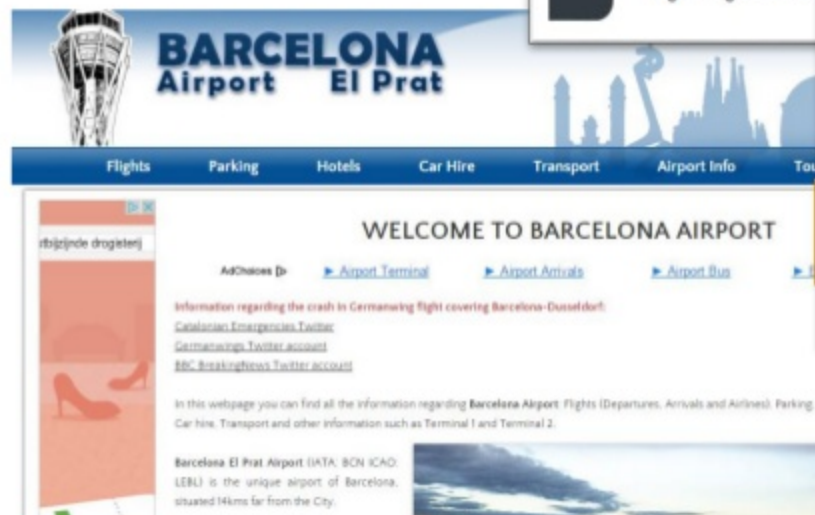 BARCELONA
Airport El Prat
Flights Parking Hotels Car Hire Transport Airport Info
tbijzijnde drogisterij
WELCOME TO BARCELONA AIRPORT
AdChoices Airport Terminal Airport Arrivals Airport Bus
Information regarding the crash in Germanwing flight covering Barcelona-Dusseldorf:
Catalonian Emergencies Twitter
Germanwings Twitter account
BBC BreakingNews Twitter account
In this webpage you can find all the information regarding Barcelona Airport: Flights (Departures, Arrivals and Airlines), Parking,
Car hire, Transport and other information such as Terminal 1 and Terminal 2.
Barcelona El Prat Airport (IATA: BCN ICAO:
LEBL) is the unique airport of Barcelona,
situated 14kms far from the City.